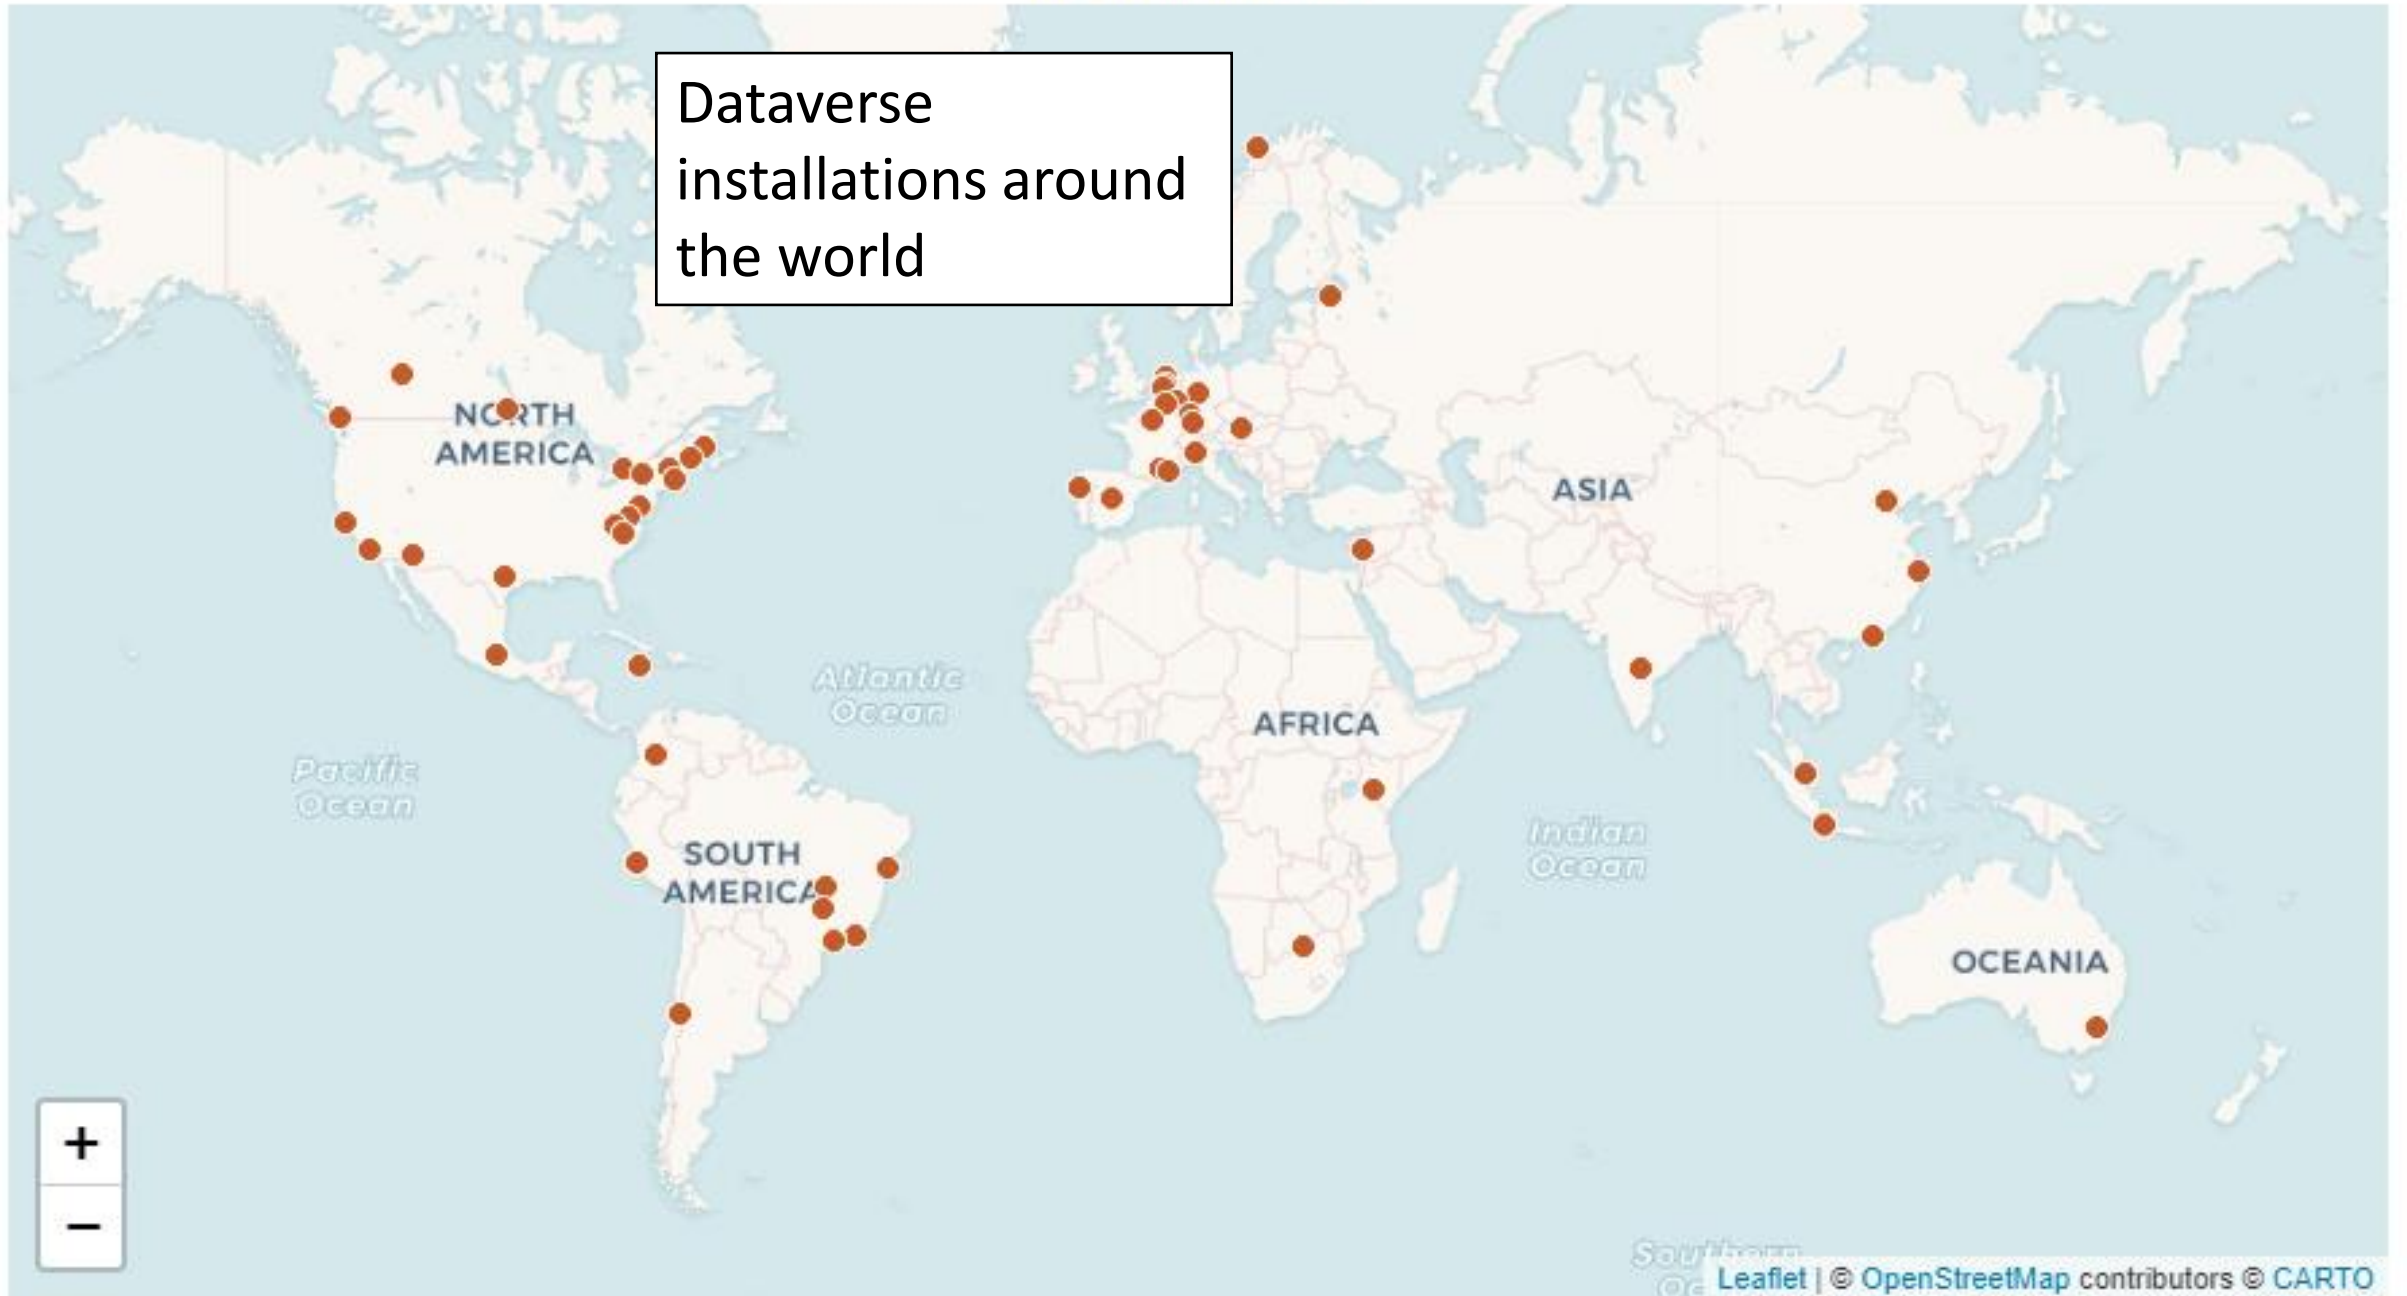 Dataverse
installations around
the world
NORTH
AMERICA
ASIA
Atlantic
Ocean
AFRICA
Pacific
Ocean
SOUTH
AMERICA
Indian
Ocean
OCEANIA
+
−
Southern
Leaflet | © OpenStreetMap contributors © CARTO